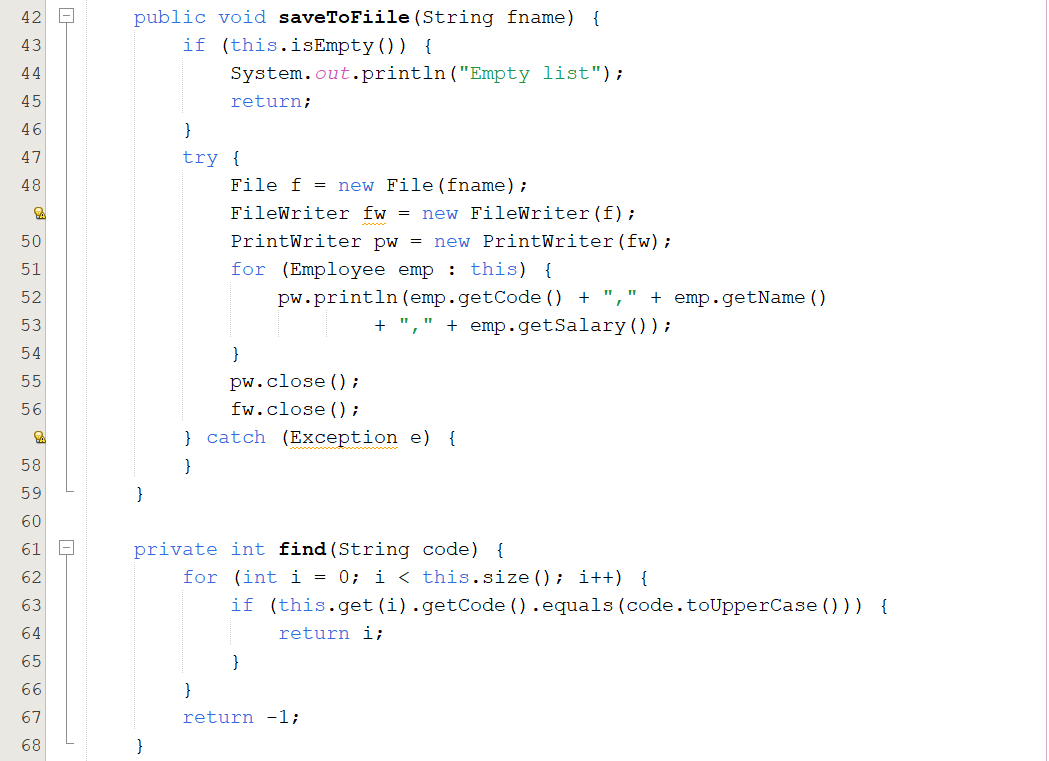 42 public void saveToFiile(String fname) {
43 if (this.isEmpty()) {
44 System.out.println("Empty list");
45 return;
46 }
47 try {
48 File f = new File(fname);
FileWriter fw = new FileWriter(f);
50 PrintWriter pw = new PrintWriter(fw);
51 for (Employee emp : this) {
52 pw.println(emp.getCode() + "," + emp.getName()
53 + "," + emp.getSalary());
54 }
55 pw.close();
56 fw.close();
} catch (Exception e) {
58 }
59 }
60
61 private int find(String code) {
62 for (int i = 0; i < this.size(); i++) {
63 if (this.get(i).getCode().equals(code.toUpperCase())) {
64 return i;
65 }
66 }
67 return -1;
68 }